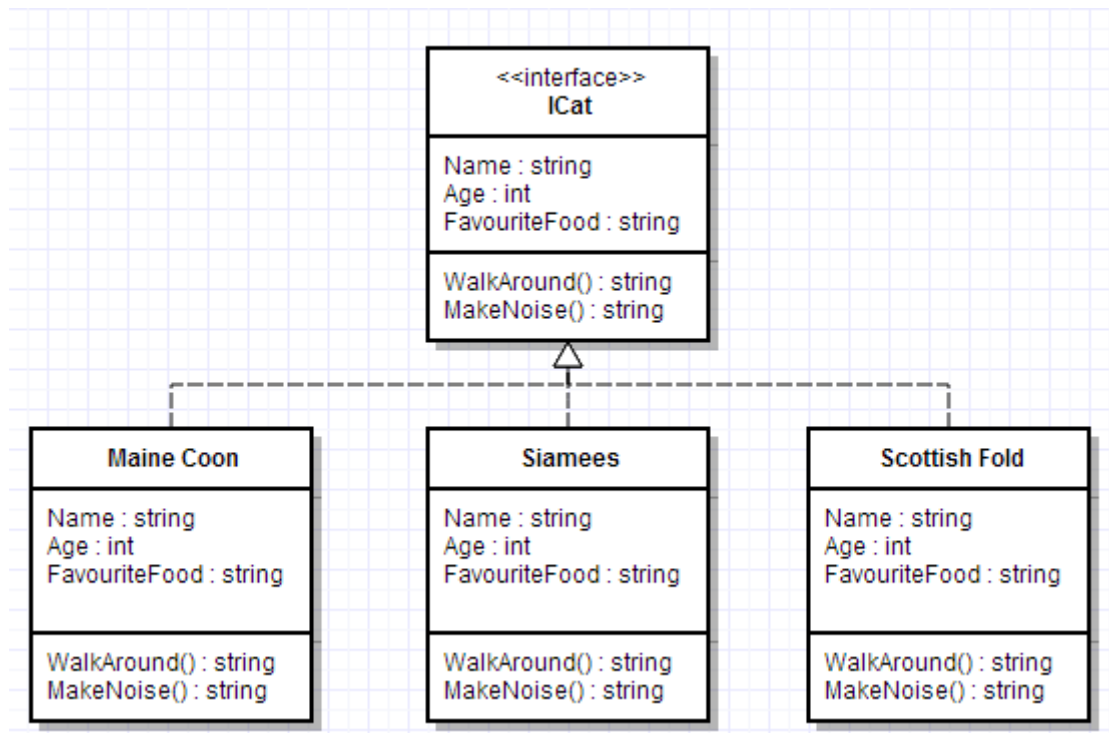 <<interface>>
ICat
Name : string
Age : int
FavouriteFood : string
WalkAround() : string
MakeNoise() : string
Maine Coon
Name : string
Age : int
FavouriteFood : string
WalkAround() : string
MakeNoise() : string
Siamees
Name : string
Age : int
FavouriteFood : string
WalkAround() : string
MakeNoise() : string
Scottish Fold
Name : string
Age : int
FavouriteFood : string
WalkAround() : string
MakeNoise() : string